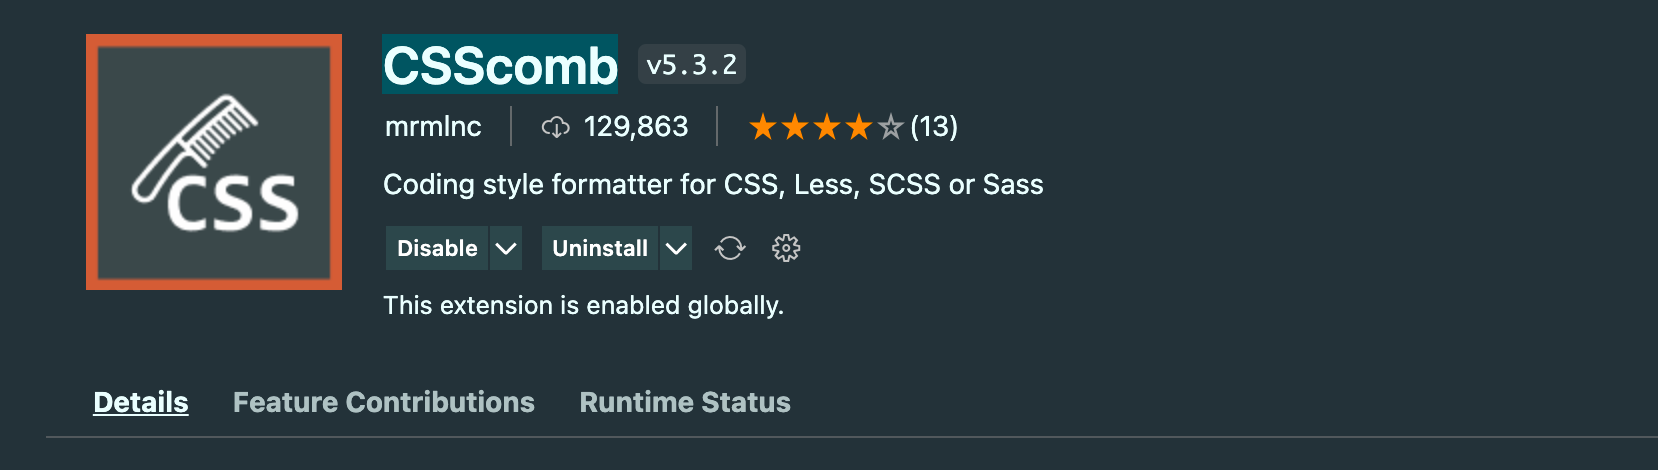 CSS
CSScomb v5.3.2
mrmlnc 129,863 (13)
Coding style formatter for CSS, Less, SCSS or Sass
Disable Uninstall
This extension is enabled globally.
Details Feature Contributions Runtime Status